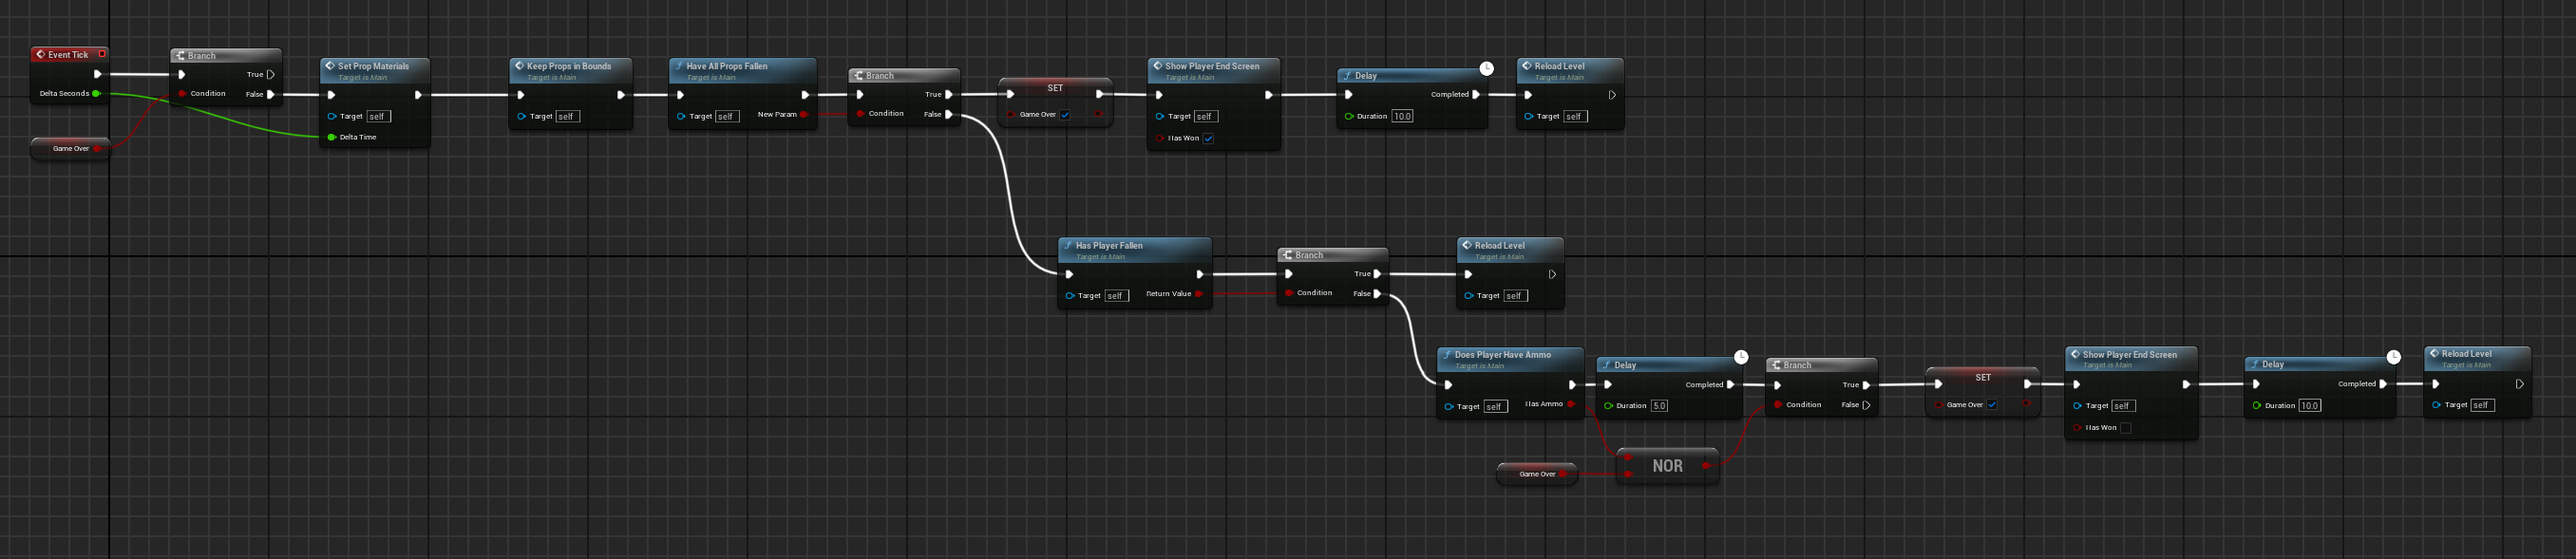 Event Tick
Delta Seconds
Game Over
Branch
True
Condition
False
Set Prop Materials
Target is Main
Target self
Delta Time
Keep Props in Bounds
Target is Main
Target self
Have All Props Fallen
Target is Main
Target self
New Param
Branch
True
Condition
False
SET
Game Over
Show Player End Screen
Target is Main
Target self
Has Won
Delay
Completed
Duration 10.0
Reload Level
Target is Main
Target self
Has Player Fallen
Target is Main
Target self
Return Value
Branch
True
Condition
False
Reload Level
Target is Main
Target self
Does Player Have Ammo
Target is Main
Target self
Has Ammo
Delay
Completed
Duration 5.0
Game Over
NOR
Branch
True
Condition
False
SET
Game Over
Show Player End Screen
Target is Main
Target self
Has Won
Delay
Completed
Duration 10.0
Reload Level
Target is Main
Target self